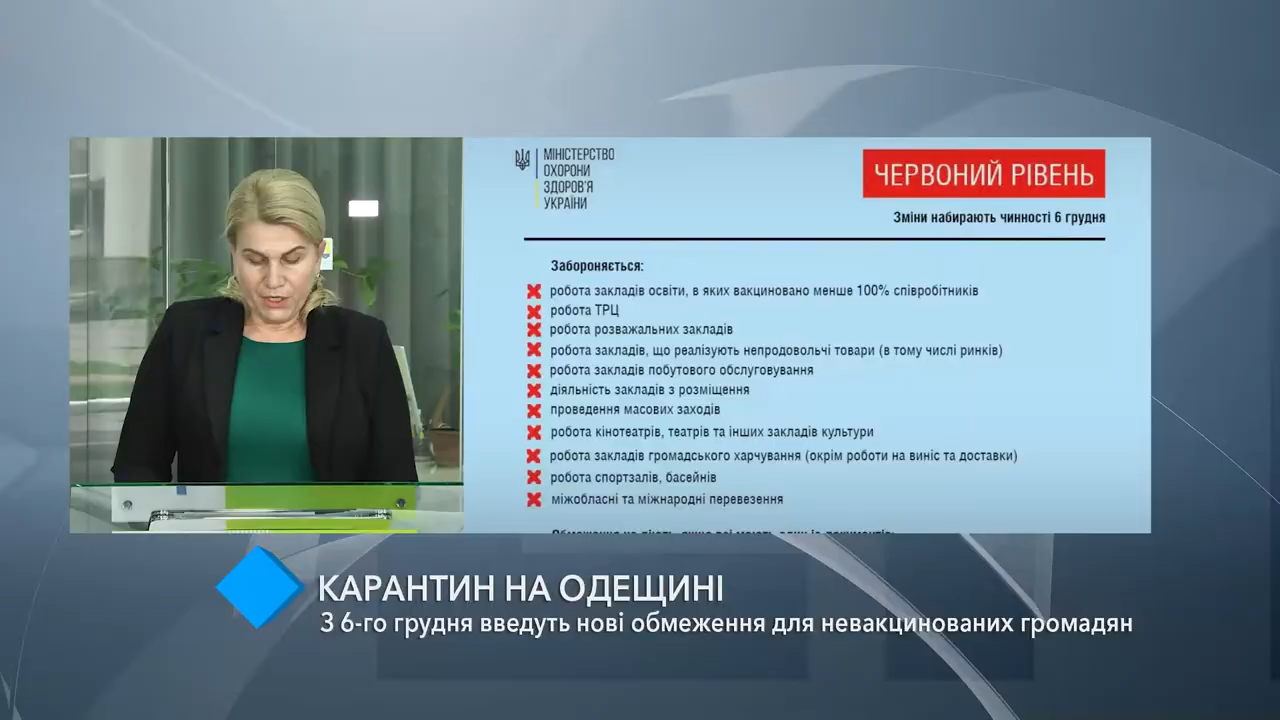 МІНІСТЕРСТВО
ОХОРОНИ
ЗДОРОВ'Я
УКРАЇНИ
ЧЕРВОНИЙ РІВЕНЬ
Зміни набирають чинності 6 грудня
Забороняється:
робота закладів освіти, в яких вакциновано менше 100% співробітників
робота ТРЦ
робота розважальних закладів
робота закладів, що реалізують непродовольчі товари (в тому числі ринків)
робота закладів побутового обслуговування
діяльність закладів з розміщення
проведення масових заходів
робота кінотеатрів, театрів та інших закладів культури
робота закладів громадського харчування (окрім роботи на виніс та доставки)
робота спортзалів, басейнів
міжобласні та міжнародні перевезення
КАРАНТИН НА ОДЕЩИНІ
З 6-го грудня введуть нові обмеження для невакцинованих громадян